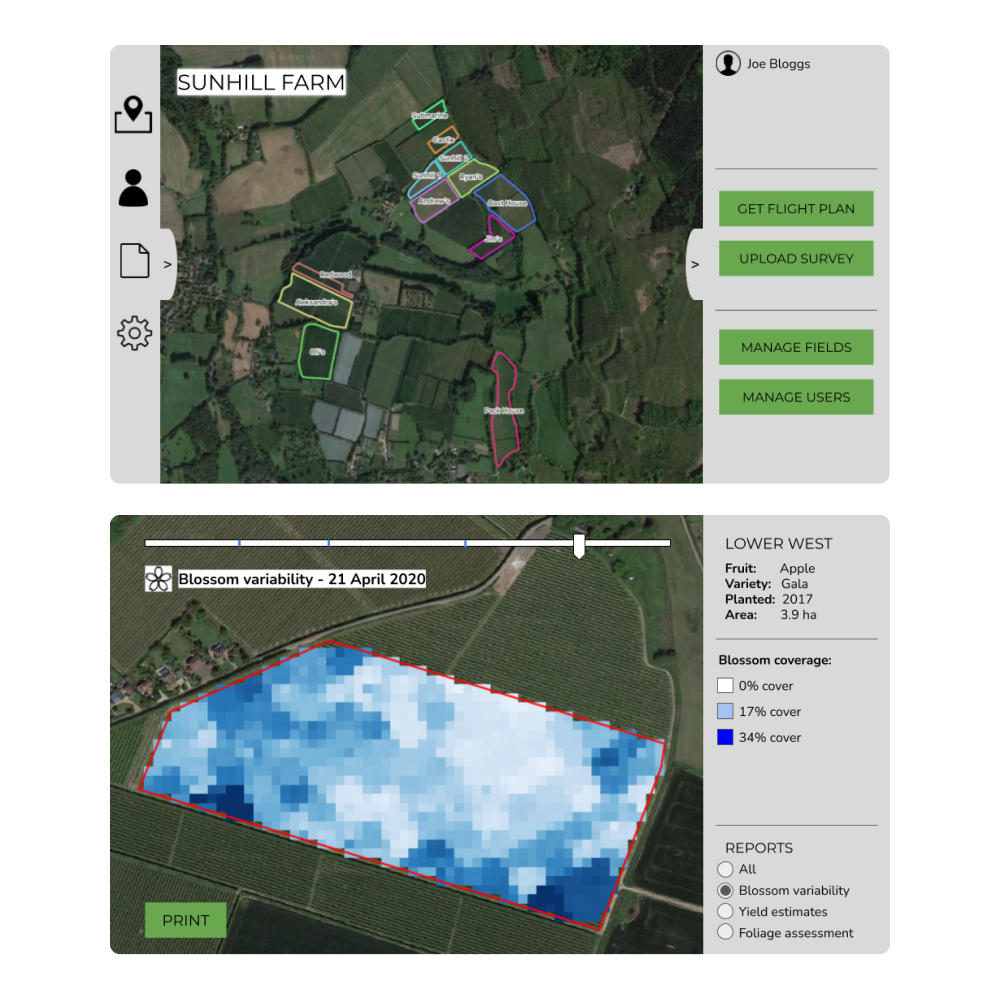 SUNHILL FARM
Joe Bloggs
Submarine
Castle
Sunhill 2
Sunhill 1
Ryan's
Andrew's
Oast House
Jim's
Redwood
Aleksandra's
Oli's
Pack House
>
>
GET FLIGHT PLAN
UPLOAD SURVEY
MANAGE FIELDS
MANAGE USERS
Blossom variability - 21 April 2020
PRINT
LOWER WEST
Fruit: Apple
Variety: Gala
Planted: 2017
Area: 3.9 ha
Blossom coverage:
0% cover
17% cover
34% cover
REPORTS
All
Blossom variability
Yield estimates
Foliage assessment